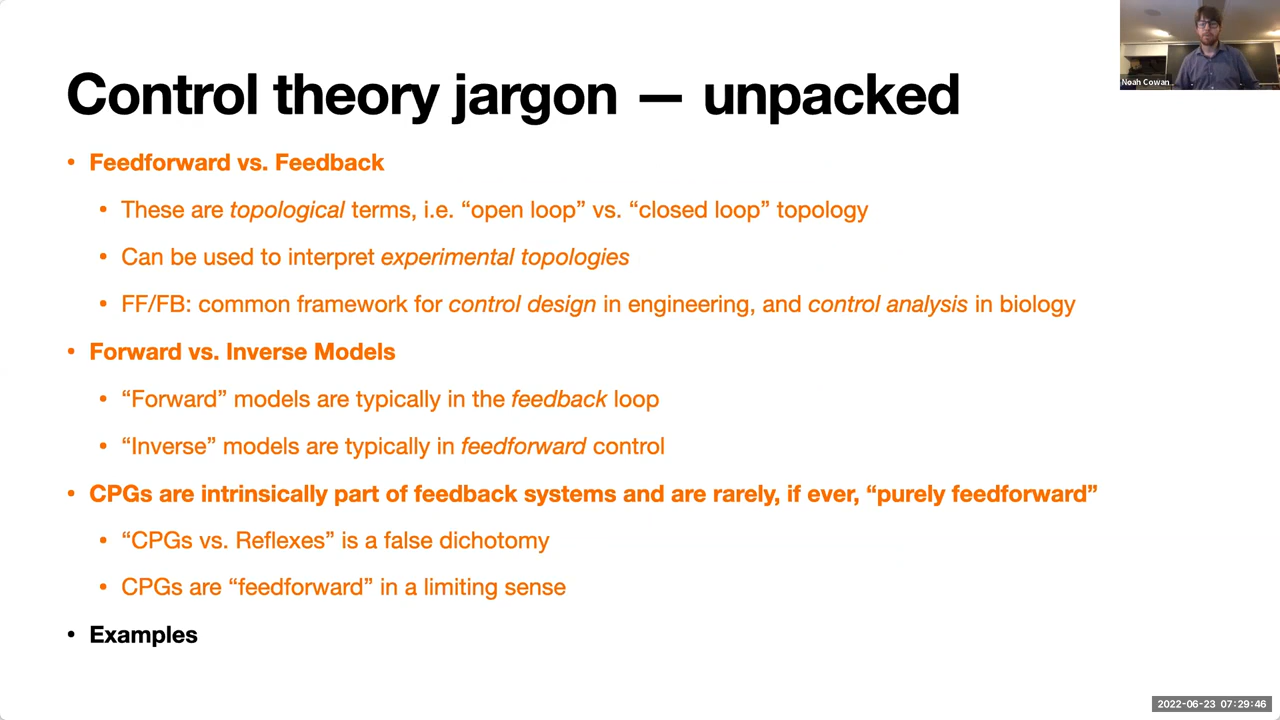 Control theory jargon — unpacked
Noah Cowan
• Feedforward vs. Feedback
• These are topological terms, i.e. “open loop” vs. “closed loop” topology
• Can be used to interpret experimental topologies
• FF/FB: common framework for control design in engineering, and control analysis in biology
• Forward vs. Inverse Models
• “Forward” models are typically in the feedback loop
• “Inverse” models are typically in feedforward control
• CPGs are intrinsically part of feedback systems and are rarely, if ever, “purely feedforward”
• “CPGs vs. Reflexes” is a false dichotomy
• CPGs are “feedforward” in a limiting sense
• Examples
2022-06-23 07:29:46